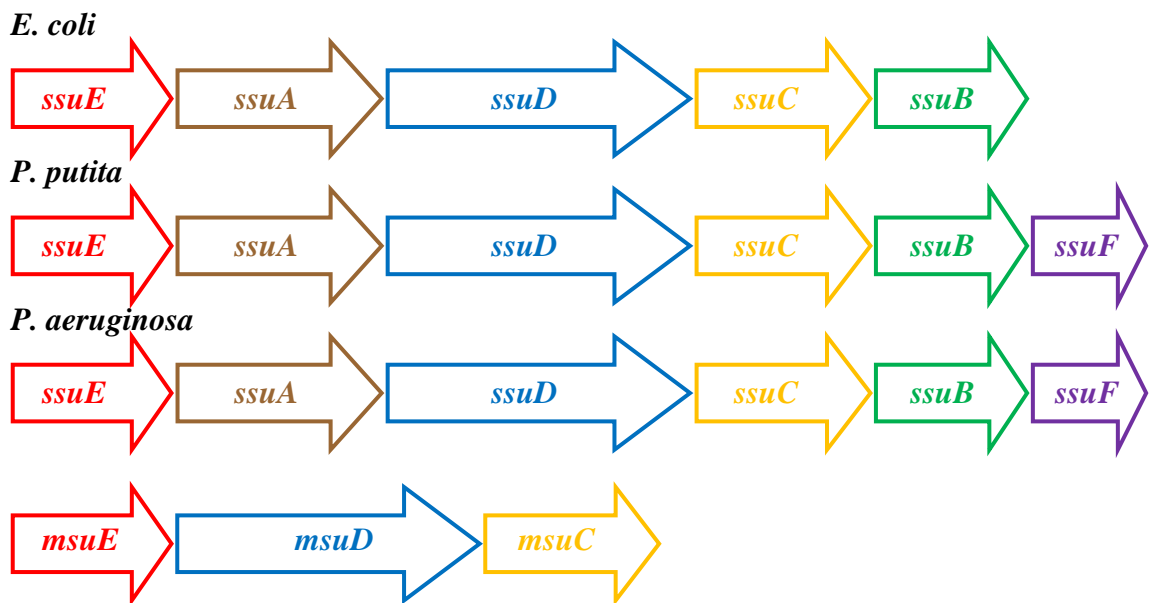 E. coli
ssuE ssuA ssuD ssuC ssuB
P. putita
ssuE ssuA ssuD ssuC ssuB ssuF
P. aeruginosa
ssuE ssuA ssuD ssuC ssuB ssuF
msuE msuD msuC